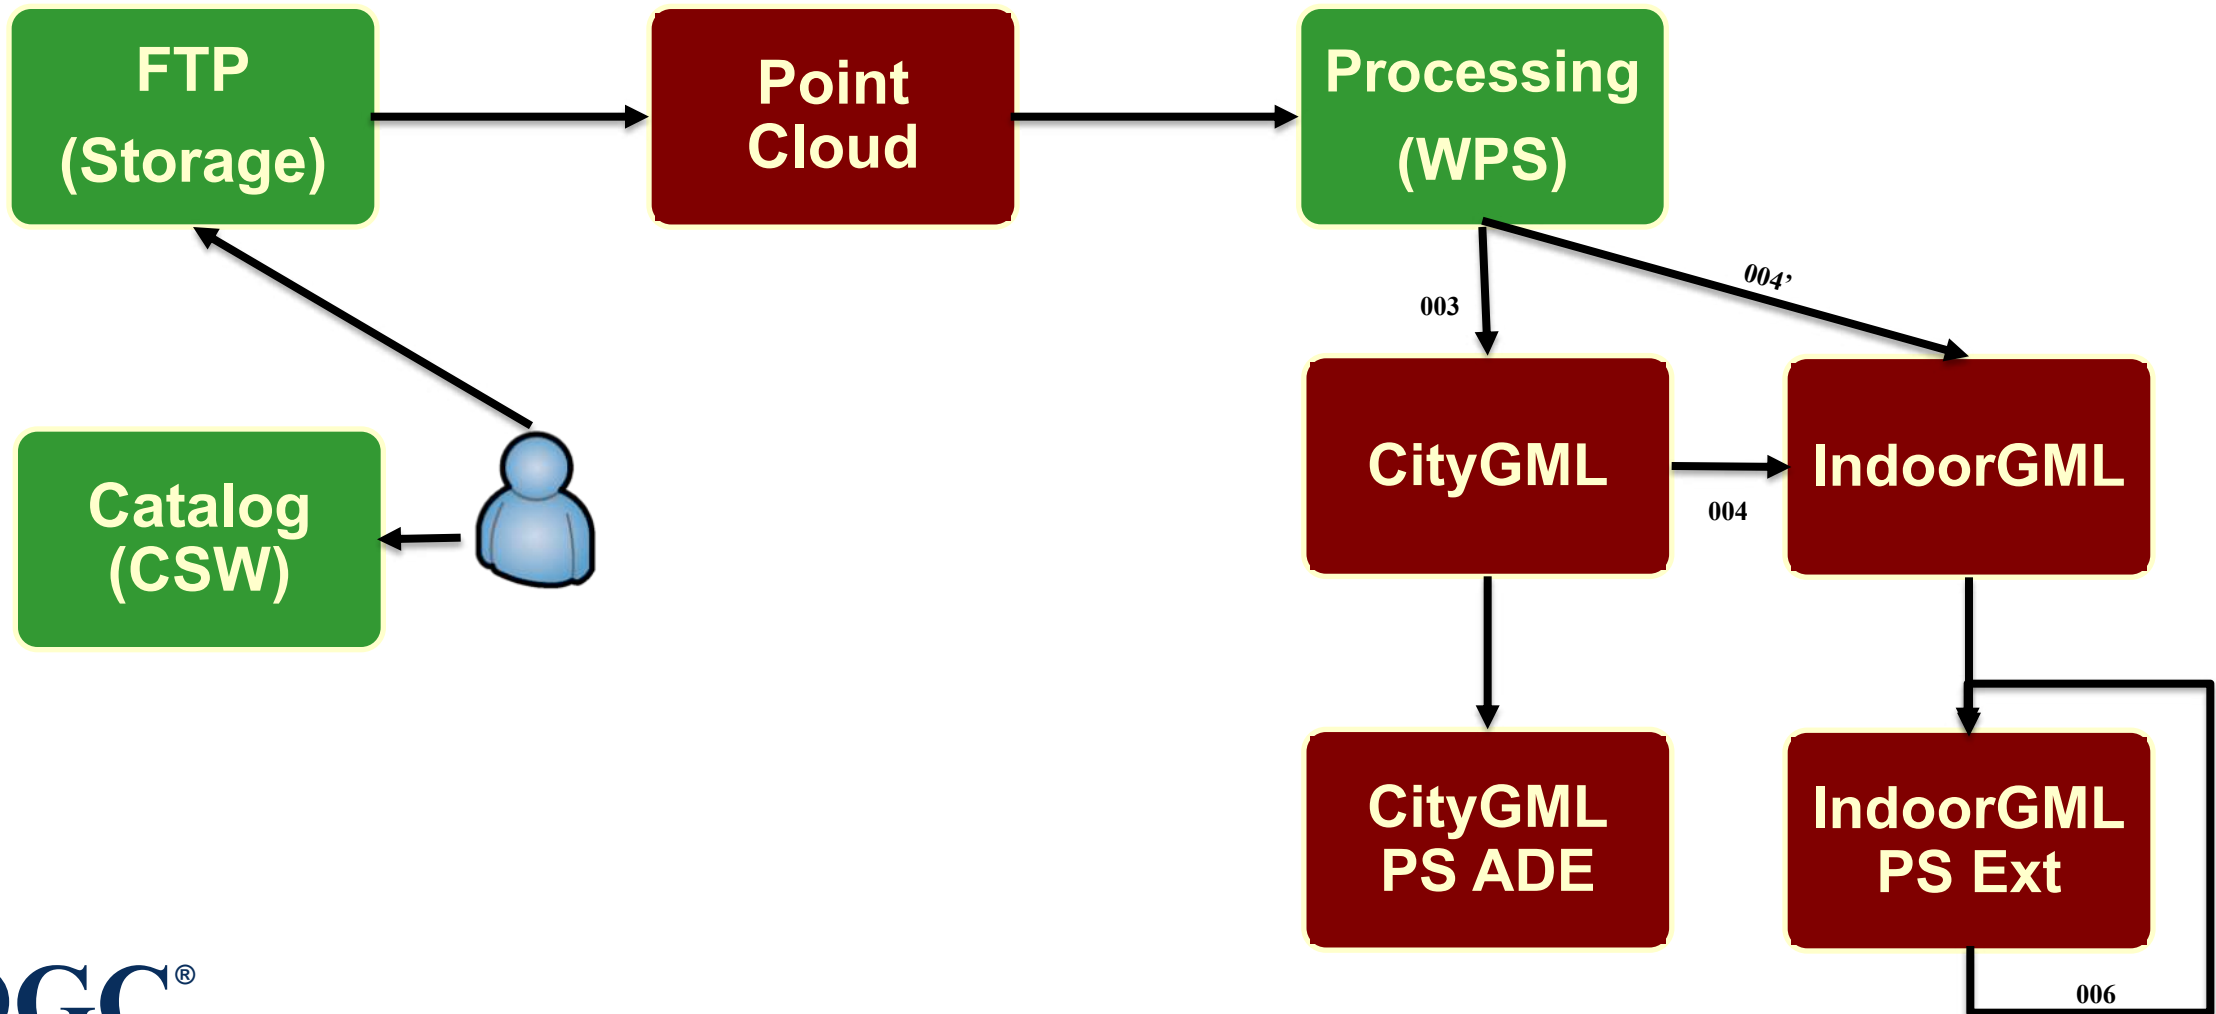 FTP
(Storage)
Point
Cloud
Processing
(WPS)
003
004’
Catalog
(CSW)
CityGML
004
IndoorGML
CityGML
PS ADE
IndoorGML
PS Ext
006
OGC®